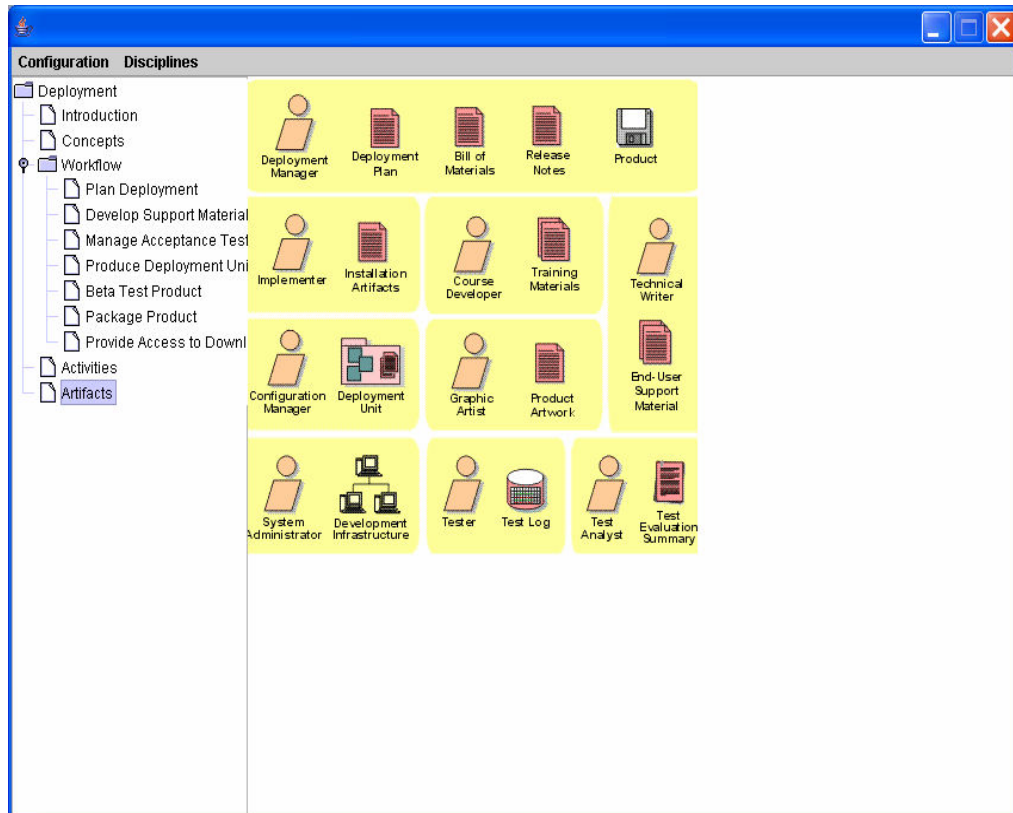 Configuration Disciplines
Deployment
Introduction
Concepts
Workflow
Plan Deployment
Develop Support Material
Manage Acceptance Test
Produce Deployment Uni
Beta Test Product
Package Product
Provide Access to Downl
Activities
Artifacts
Deployment
Manager
Deployment
Plan
Bill of
Materials
Release
Notes
Product
Implementer
Installation
Artifacts
Course
Developer
Training
Materials
Technical
Writer
End-User
Support
Material
Configuration
Manager
Deployment
Unit
Graphic
Artist
Product
Artwork
System
Administrator
Development
Infrastructure
Tester
Test Log
Test
Analyst
Test
Evaluation
Summary